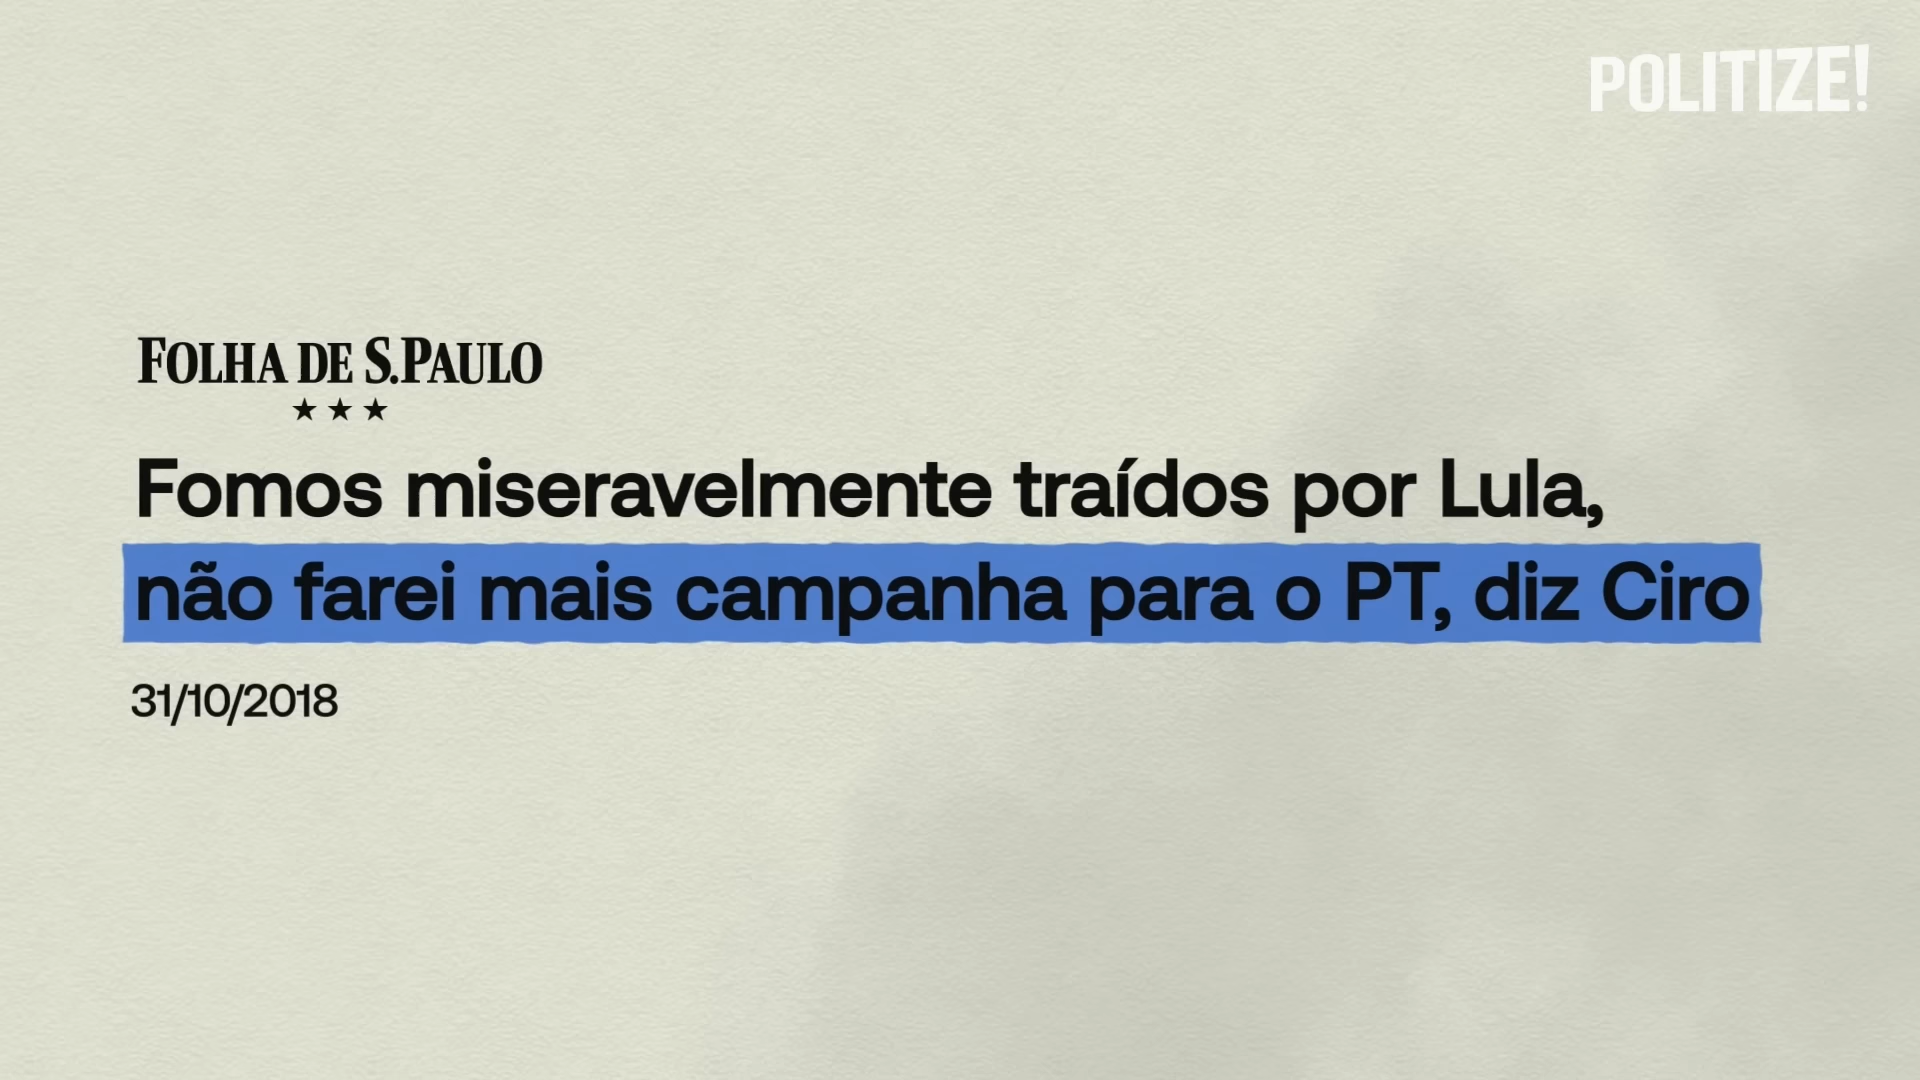 POLITIZE!
FOLHA DE S.PAULO
★ ★ ★
Fomos miseravelmente traídos por Lula,
não farei mais campanha para o PT, diz Ciro
31/10/2018